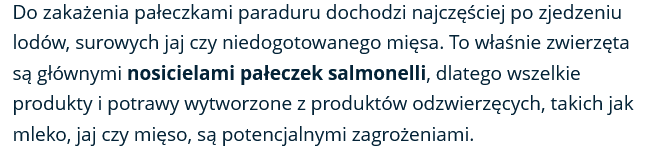 Do zakażenia pałeczkami paraduru dochodzi najczęściej po zjedzeniu
lodów, surowych jaj czy niedogotowanego mięsa. To właśnie zwierzęta
są głównymi nosicielami pałeczek salmonelli, dlatego wszelkie
produkty i potrawy wytworzone z produktów odzwierzęcych, takich jak
mleko, jaj czy mięso, są potencjalnymi zagrożeniami.